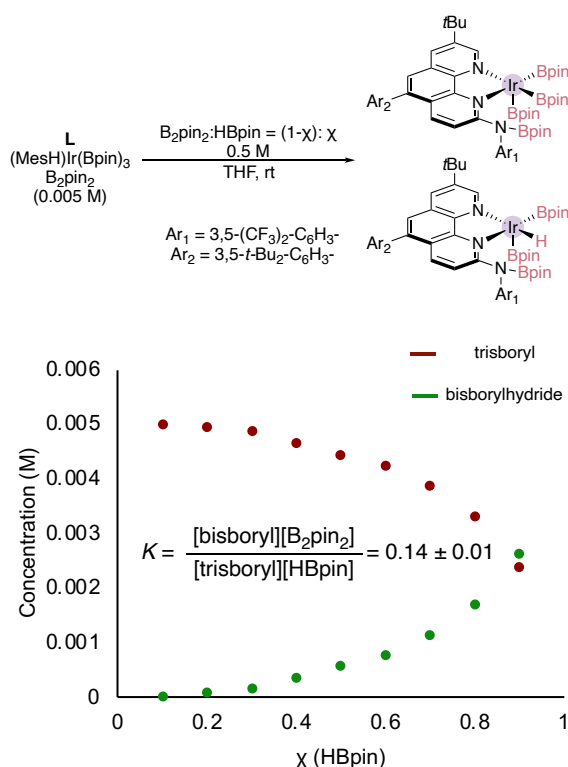 tBu
N
Ir
Bpin
Bpin
Bpin
N
Ar2
N
Bpin
Ar1
L
(MesH)Ir(Bpin)3
B2pin2
(0.005 M)
B2pin2:HBpin = (1-χ): χ
0.5 M
THF, rt
tBu
N
Ir
Bpin
H
Bpin
N
Ar2
N
Bpin
Ar1
Ar1 = 3,5-(CF3)2-C6H3-
Ar2 = 3,5-t-Bu2-C6H3-
trisboryl
bisborylhydride
0.006
0.005
0.004
0.003
0.002
0.001
0
Concentration (M)
K = [bisboryl][B2pin2] / [trisboryl][HBpin] = 0.14 ± 0.01
0 0.2 0.4 0.6 0.8 1
χ (HBpin)